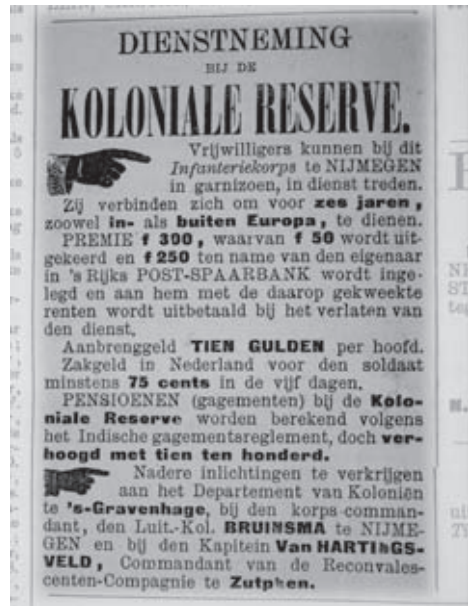 DIENSTNEMING
BIJ DE
KOLONIALE RESERVE.
Vrijwilligers kunnen bij dit
Infanteriekorps te NIJMEGEN
in garnizoen, in dienst treden.
Zij verbinden zich om voor zes jaren,
zoowel in- als buiten Europa, te dienen.
PREMIE f 300, waarvan f 50 wordt uit-
gekeerd en f 250 ten name van den eigenaar
in 's Rijks POST-SPAARBANK wordt inge-
legd en aan hem met de daarop gekweekte
renten wordt uitbetaald bij het verlaten van
den dienst.
Aanbrenggeld TIEN GULDEN per hoofd.
Zakgeld in Nederland voor den soldaat
minstens 75 cents in de vijf dagen.
PENSIOENEN (gagementen) bij de Kolo-
niale Reserve worden berekend volgens
het Indische gagementsreglement, doch ver-
hoogd met tien ten honderd.
Nadere inlichtingen te verkrijgen
aan het Departement van Koloniën
te 's-Gravenhage, bij den korps-comman-
dant, den Luit.-Kol. BRUINSMA te NIJME-
GEN en bij den Kapitein Van HARTINGS-
VELD, Commandant van de Reconvales-
centen-Compagnie te Zutphen.